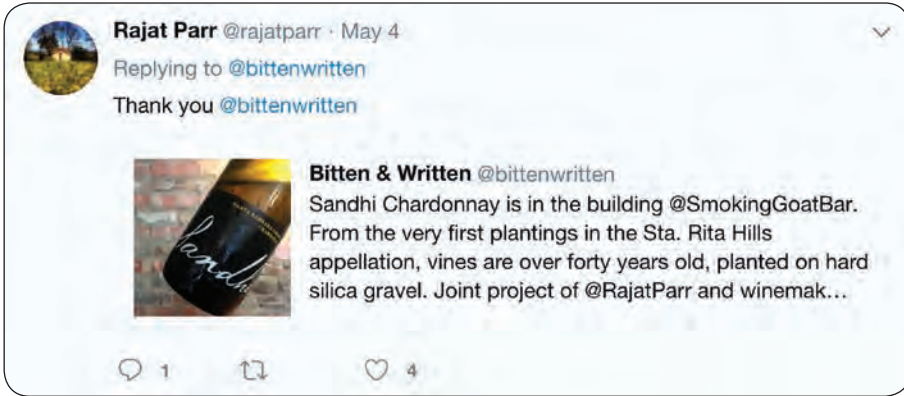 Rajat Parr @rajatparr · May 4
Replying to @bittenwritten
Thank you @bittenwritten
Bitten & Written @bittenwritten
Sandhi Chardonnay is in the building @SmokingGoatBar.
From the very first plantings in the Sta. Rita Hills
appellation, vines are over forty years old, planted on hard
silica gravel. Joint project of @RajatParr and winemak...
sandhi
1
4